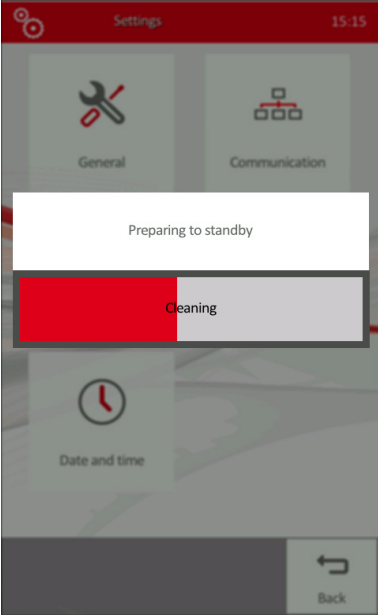 Settings
15:15
General
Communication
Preparing to standby
Cleaning
Date and time
Back